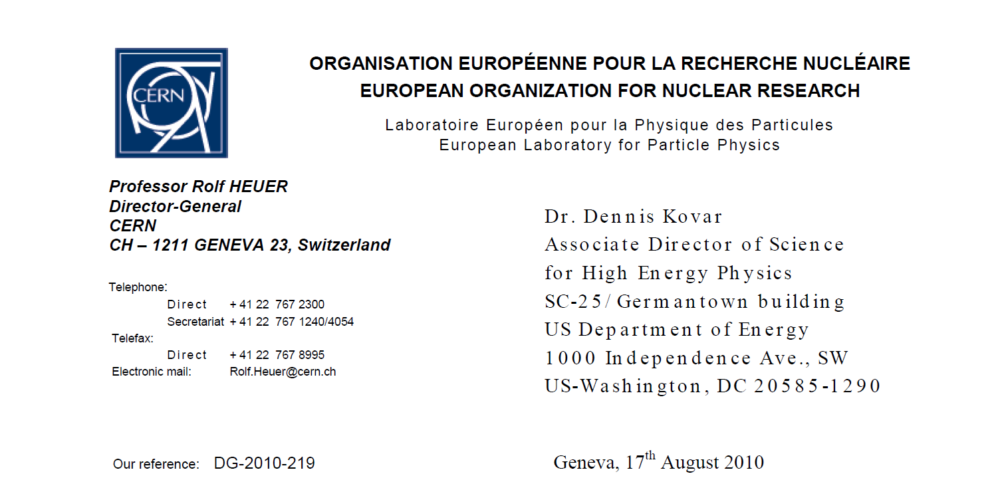 CERN
ORGANISATION EUROPÉENNE POUR LA RECHERCHE NUCLÉAIRE
EUROPEAN ORGANIZATION FOR NUCLEAR RESEARCH
Laboratoire Européen pour la Physique des Particules
European Laboratory for Particle Physics
Professor Rolf HEUER
Director-General
CERN
CH – 1211 GENEVA 23, Switzerland
Telephone:
Direct + 41 22 767 2300
Secretariat + 41 22 767 1240/4054
Telefax:
Direct + 41 22 767 8995
Electronic mail: Rolf.Heuer@cern.ch
Dr. Dennis Kovar
Associate Director of Science
for High Energy Physics
SC-25/ Germantown building
US Department of Energy
1000 Independence Ave., SW
US-Washington, DC 20585-1290
Our reference: DG-2010-219
Geneva, 17th August 2010